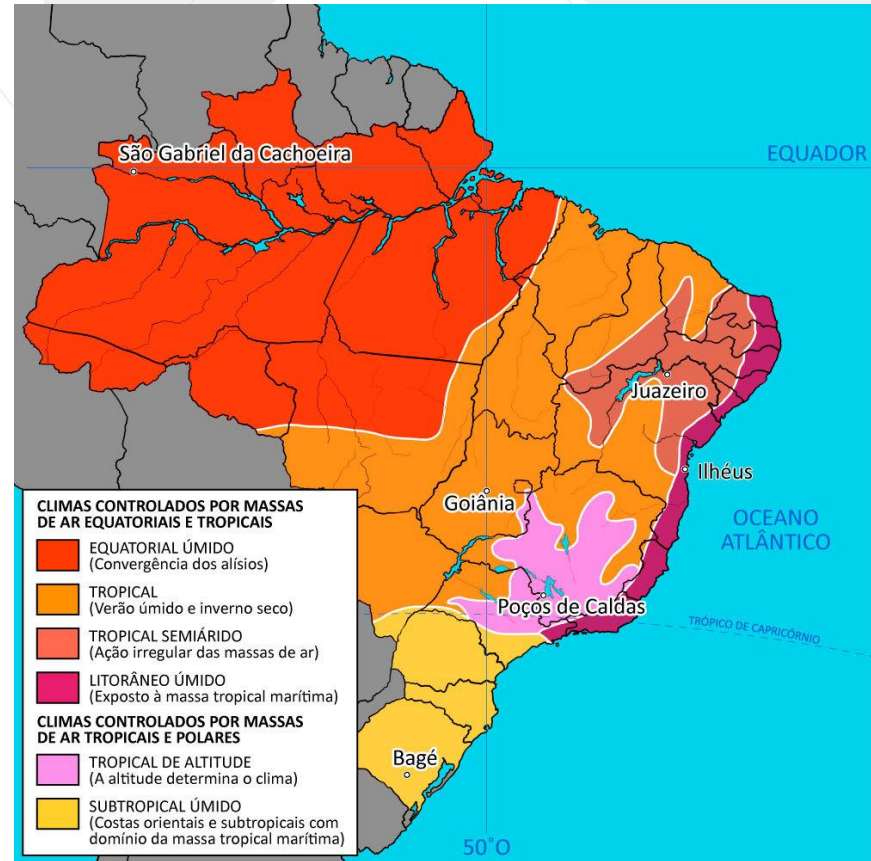 São Gabriel da Cachoeira
EQUADOR
Juazeiro
Ilhéus
Goiânia
OCEANO
ATLÂNTICO
Poços de Caldas
TRÓPICO DE CAPRICÓRNIO
Bagé
50°O
CLIMAS CONTROLADOS POR MASSAS
DE AR EQUATORIAIS E TROPICAIS
EQUATORIAL ÚMIDO
(Convergência dos alísios)
TROPICAL
(Verão úmido e inverno seco)
TROPICAL SEMIÁRIDO
(Ação irregular das massas de ar)
LITORÂNEO ÚMIDO
(Exposto à massa tropical marítima)
CLIMAS CONTROLADOS POR MASSAS
DE AR TROPICAIS E POLARES
TROPICAL DE ALTITUDE
(A altitude determina o clima)
SUBTROPICAL ÚMIDO
(Costas orientais e subtropicais com
domínio da massa tropical marítima)